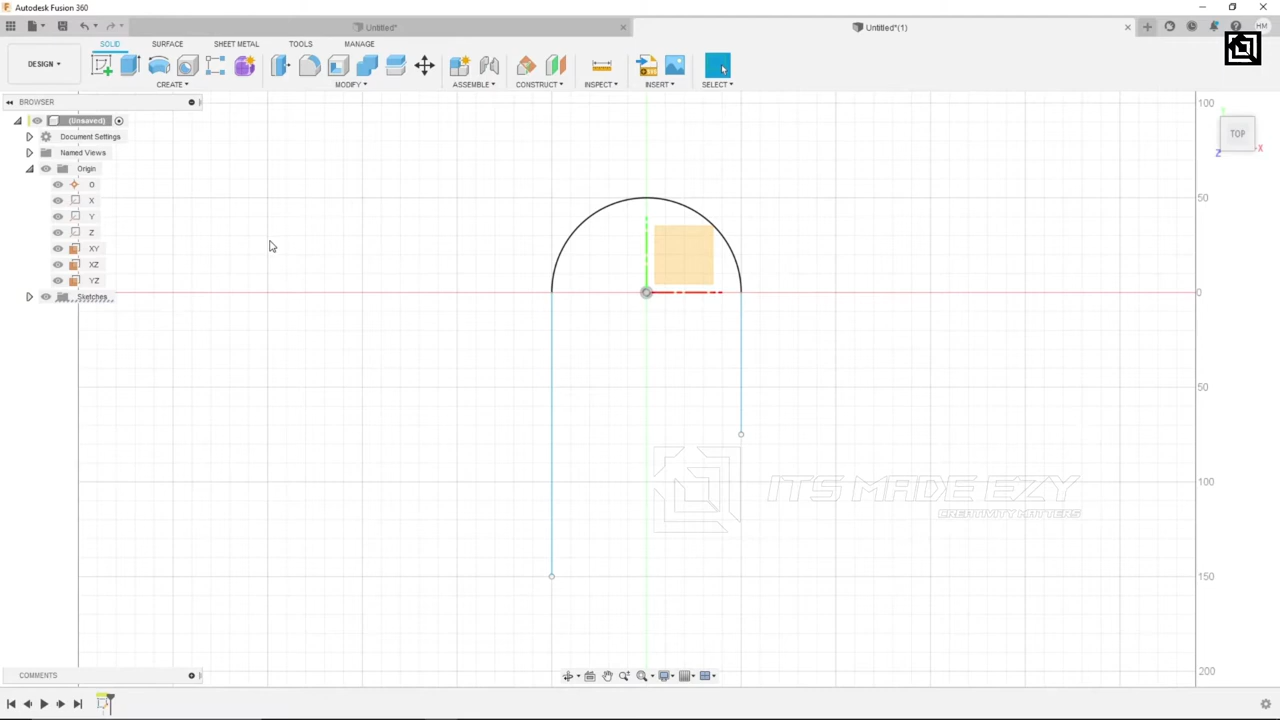 Autodesk Fusion 360
Untitled*
Untitled*(1)
HM
DESIGN
SOLID
SURFACE
SHEET METAL
TOOLS
MANAGE
CREATE
MODIFY
ASSEMBLE
CONSTRUCT
INSPECT
INSERT
SELECT
BROWSER
(Unsaved)
Document Settings
Named Views
Origin
O
X
Y
Z
XY
XZ
YZ
Sketches
TOP
Z
X
100
50
0
50
100
150
200
ITS MADE EZY
CREATIVITY MATTERS
COMMENTS